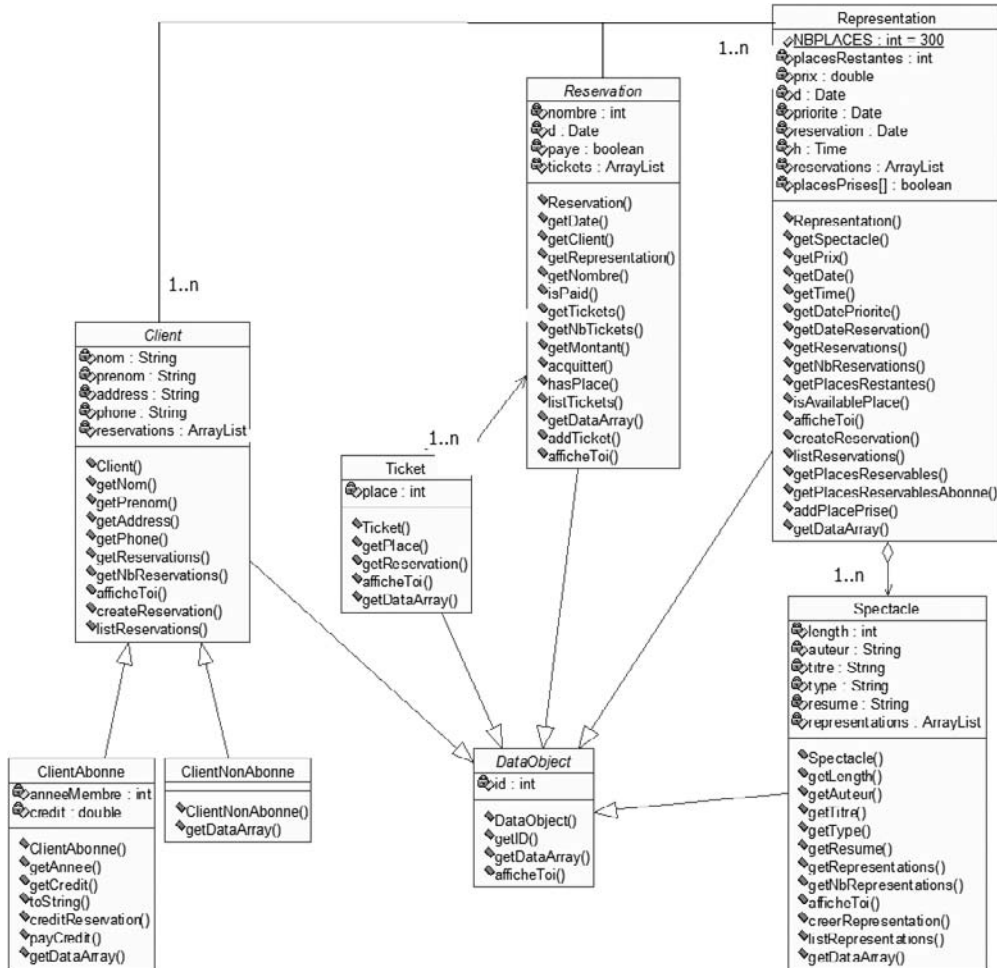 Representation
NBPLACES : int = 300
placesRestantes : int
prix : double
d : Date
priorite : Date
reservation : Date
h : Time
reservations : ArrayList
placesPrises[] : boolean
Representation()
getSpectacle()
getPrix()
getDate()
getTime()
getDatePriorite()
getDateReservation()
getReservations()
getNbReservations()
getPlacesRestantes()
isAvailablePlace()
afficheToi()
createReservation()
listReservations()
getPlacesReservables()
getPlacesReservablesAbonne()
addPlacePrise()
getDataArray()
1..n
Reservation
nombre : int
d : Date
paye : boolean
tickets : ArrayList
Reservation()
getDate()
getClient()
getRepresentation()
getNombre()
isPaid()
getTickets()
getNbTickets()
getMontant()
acquitter()
hasPlace()
listTickets()
getDataArray()
addTicket()
afficheToi()
1..n
Client
nom : String
prenom : String
address : String
phone : String
reservations : ArrayList
Client()
getNom()
getPrenom()
getAddress()
getPhone()
getReservations()
getNbReservations()
afficheToi()
createReservation()
listReservations()
1..n
Ticket
place : int
Ticket()
getPlace()
getReservation()
afficheToi()
getDataArray()
1..n
Spectacle
length : int
auteur : String
titre : String
type : String
resume : String
representations : ArrayList
Spectacle()
getLength()
getAuteur()
getTitre()
getType()
getResume()
getRepresentations()
getNbRepresentations()
afficheToi()
creerRepresentation()
listRepresentations()
getDataArray()
ClientAbonne
anneeMembre : int
credit : double
ClientAbonne()
getAnnee()
getCredit()
toString()
creditReservation()
payCredit()
getDataArray()
ClientNonAbonne
ClientNonAbonne()
getDataArray()
DataObject
id : int
DataObject()
getID()
getDataArray()
afficheToi()